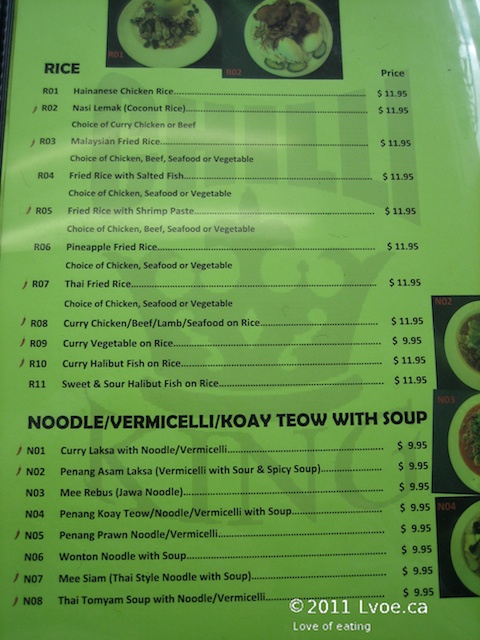 R01
R02
RICE
Price
R01 Hainanese Chicken Rice $ 11.95
R02 Nasi Lemak (Coconut Rice) $ 11.95
Choice of Curry Chicken or Beef
R03 Malaysian Fried Rice $ 11.95
Choice of Chicken, Beef, Seafood or Vegetable
R04 Fried Rice with Salted Fish $ 11.95
Choice of Chicken, Seafood or Vegetable
R05 Fried Rice with Shrimp Paste $ 11.95
Choice of Chicken, Beef, Seafood or Vegetable
R06 Pineapple Fried Rice $ 11.95
Choice of Chicken, Seafood or Vegetable
R07 Thai Fried Rice $ 11.95
Choice of Chicken, Seafood or Vegetable
R08 Curry Chicken/Beef/Lamb/Seafood on Rice $ 11.95
R09 Curry Vegetable on Rice $ 9.95
R10 Curry Halibut Fish on Rice $ 11.95
R11 Sweet & Sour Halibut Fish on Rice $ 11.95
N02
N03
N04
NOODLE/VERMICELLI/KOAY TEOW WITH SOUP
N01 Curry Laksa with Noodle/Vermicelli $ 9.95
N02 Penang Asam Laksa (Vermicelli with Sour & Spicy Soup) $ 9.95
N03 Mee Rebus (Jawa Noodle) $ 9.95
N04 Penang Koay Teow/Noodle/Vermicelli with Soup $ 9.95
N05 Penang Prawn Noodle/Vermicelli $ 9.95
N06 Wonton Noodle with Soup $ 9.95
N07 Mee Siam (Thai Style Noodle with Soup) $ 9.95
N08 Thai Tomyam Soup with Noodle/Vermicelli $ 9.95
KING
© 2011 Lvoe.ca
Love of eating